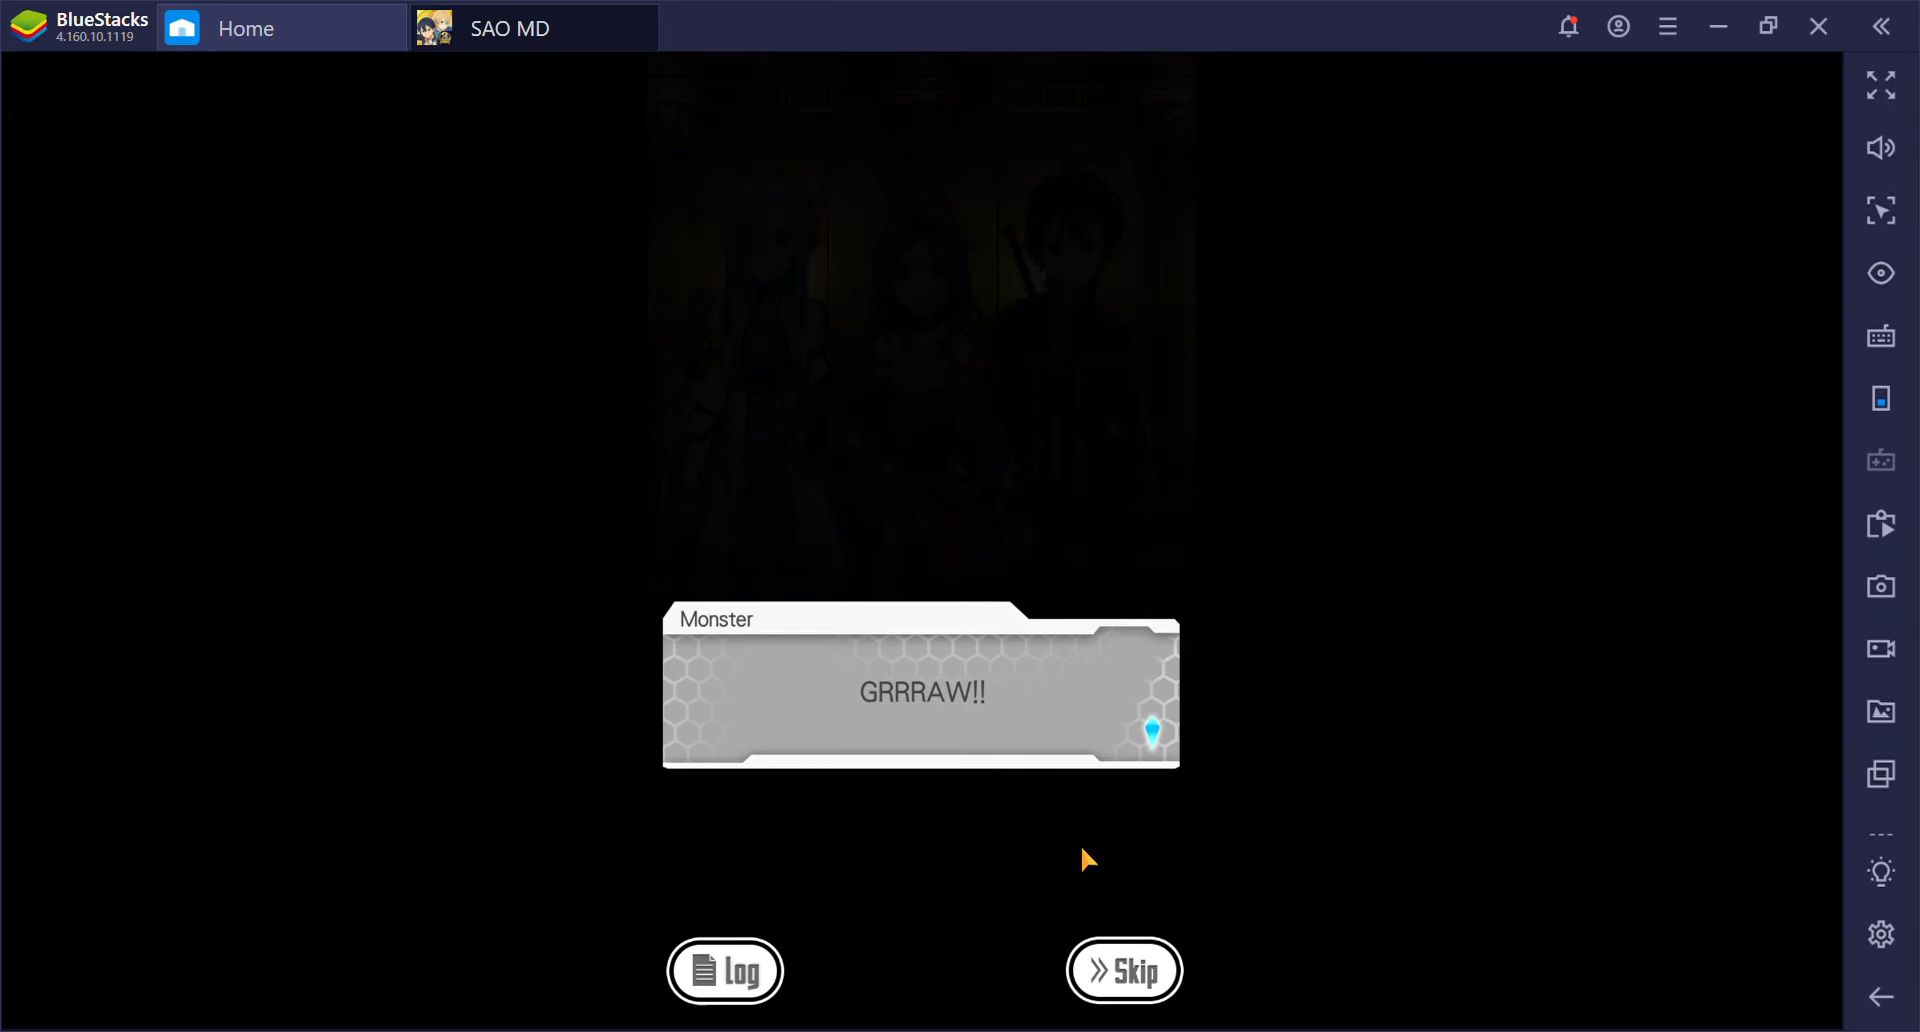 BlueStacks
4.160.10.1119
Home
SAO MD
Monster
GRRRAW!!
Log
Skip